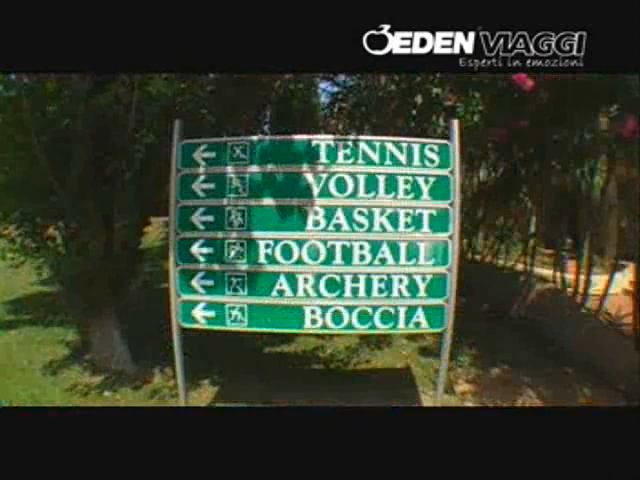 EDEN VIAGGI
Esperti in emozioni
TENNIS
VOLLEY
BASKET
FOOTBALL
ARCHERY
BOCCIA